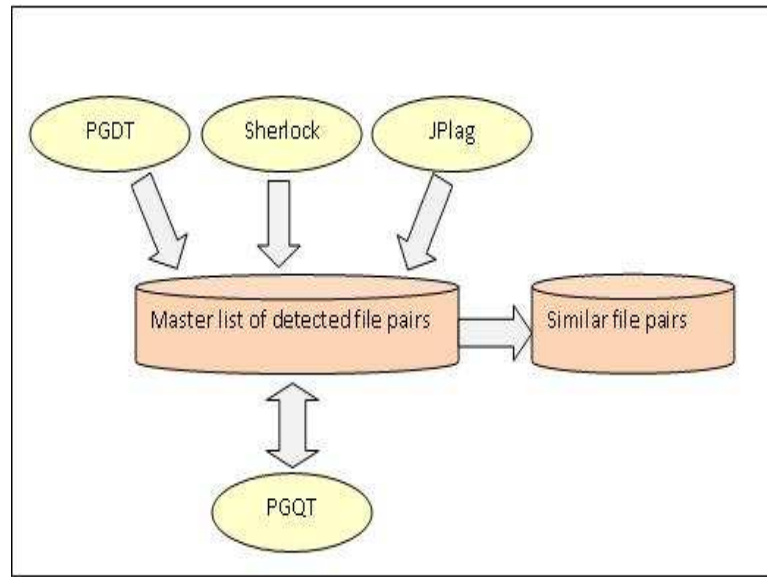 PGDT
Sherlock
JPlag
Master list of detected file pairs
Similar file pairs
PGQT